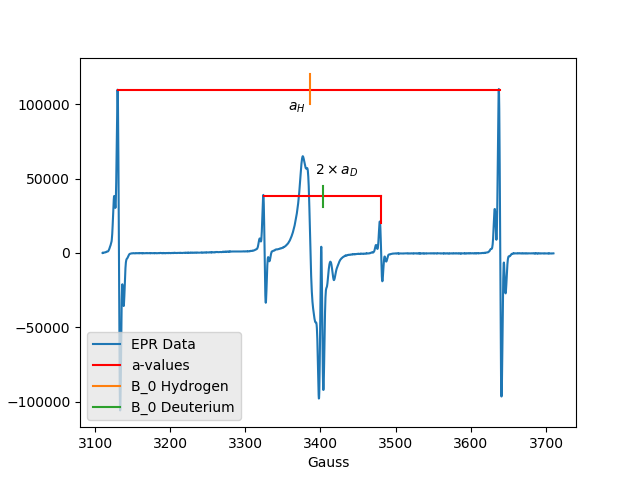 100000
50000
0
−50000
−100000
a_H
2 × a_D
EPR Data
a-values
B_0 Hydrogen
B_0 Deuterium
3100 3200 3300 3400 3500 3600 3700
Gauss